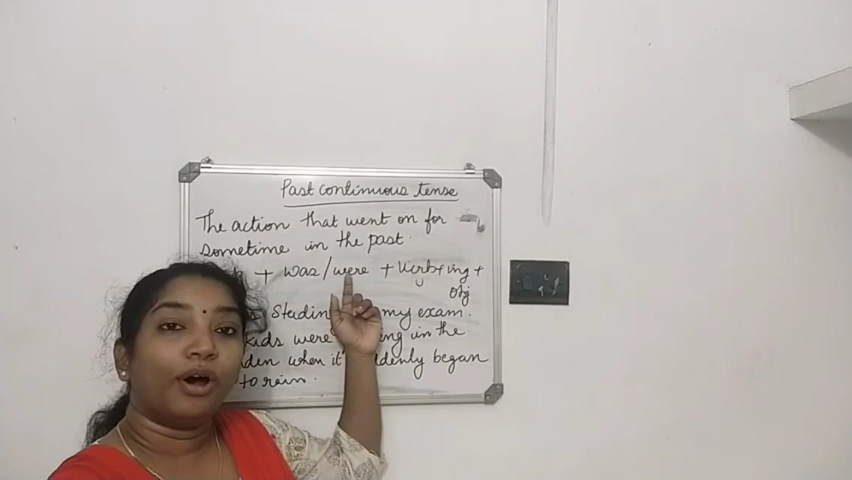 Past continuous tense
The action that went on for
sometime in the past.
+ was/were + Verb+ing +
Obj
my exam.
kids were in the
when it began
to rain.